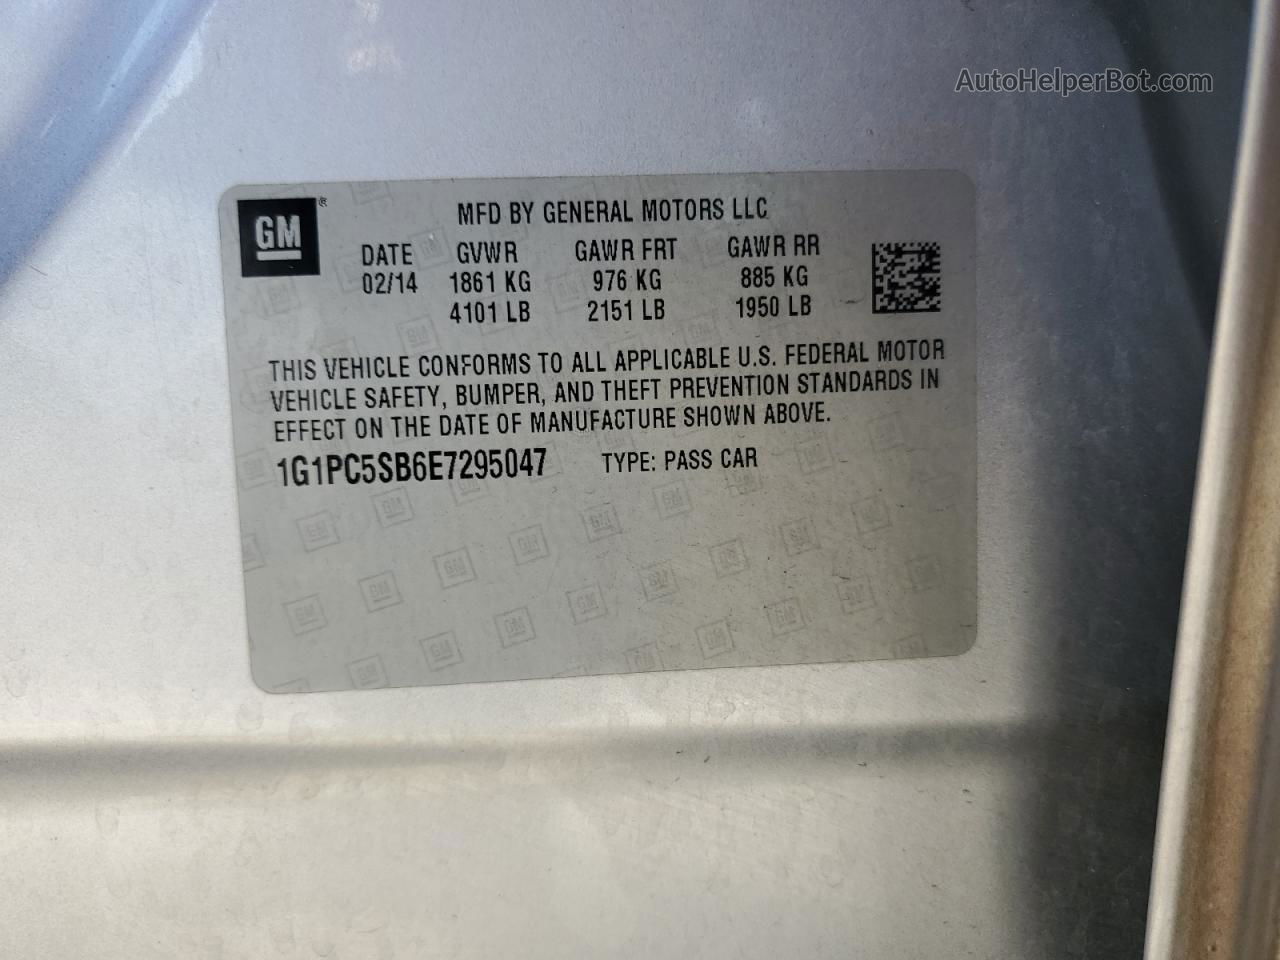 AutoHelperBot.com
GM ®
MFD BY GENERAL MOTORS LLC
DATE GVWR GAWR FRT GAWR RR
02/14 1861 KG 976 KG 885 KG
4101 LB 2151 LB 1950 LB
THIS VEHICLE CONFORMS TO ALL APPLICABLE U.S. FEDERAL MOTOR
VEHICLE SAFETY, BUMPER, AND THEFT PREVENTION STANDARDS IN
EFFECT ON THE DATE OF MANUFACTURE SHOWN ABOVE.
1G1PC5SB6E7295047 TYPE: PASS CAR